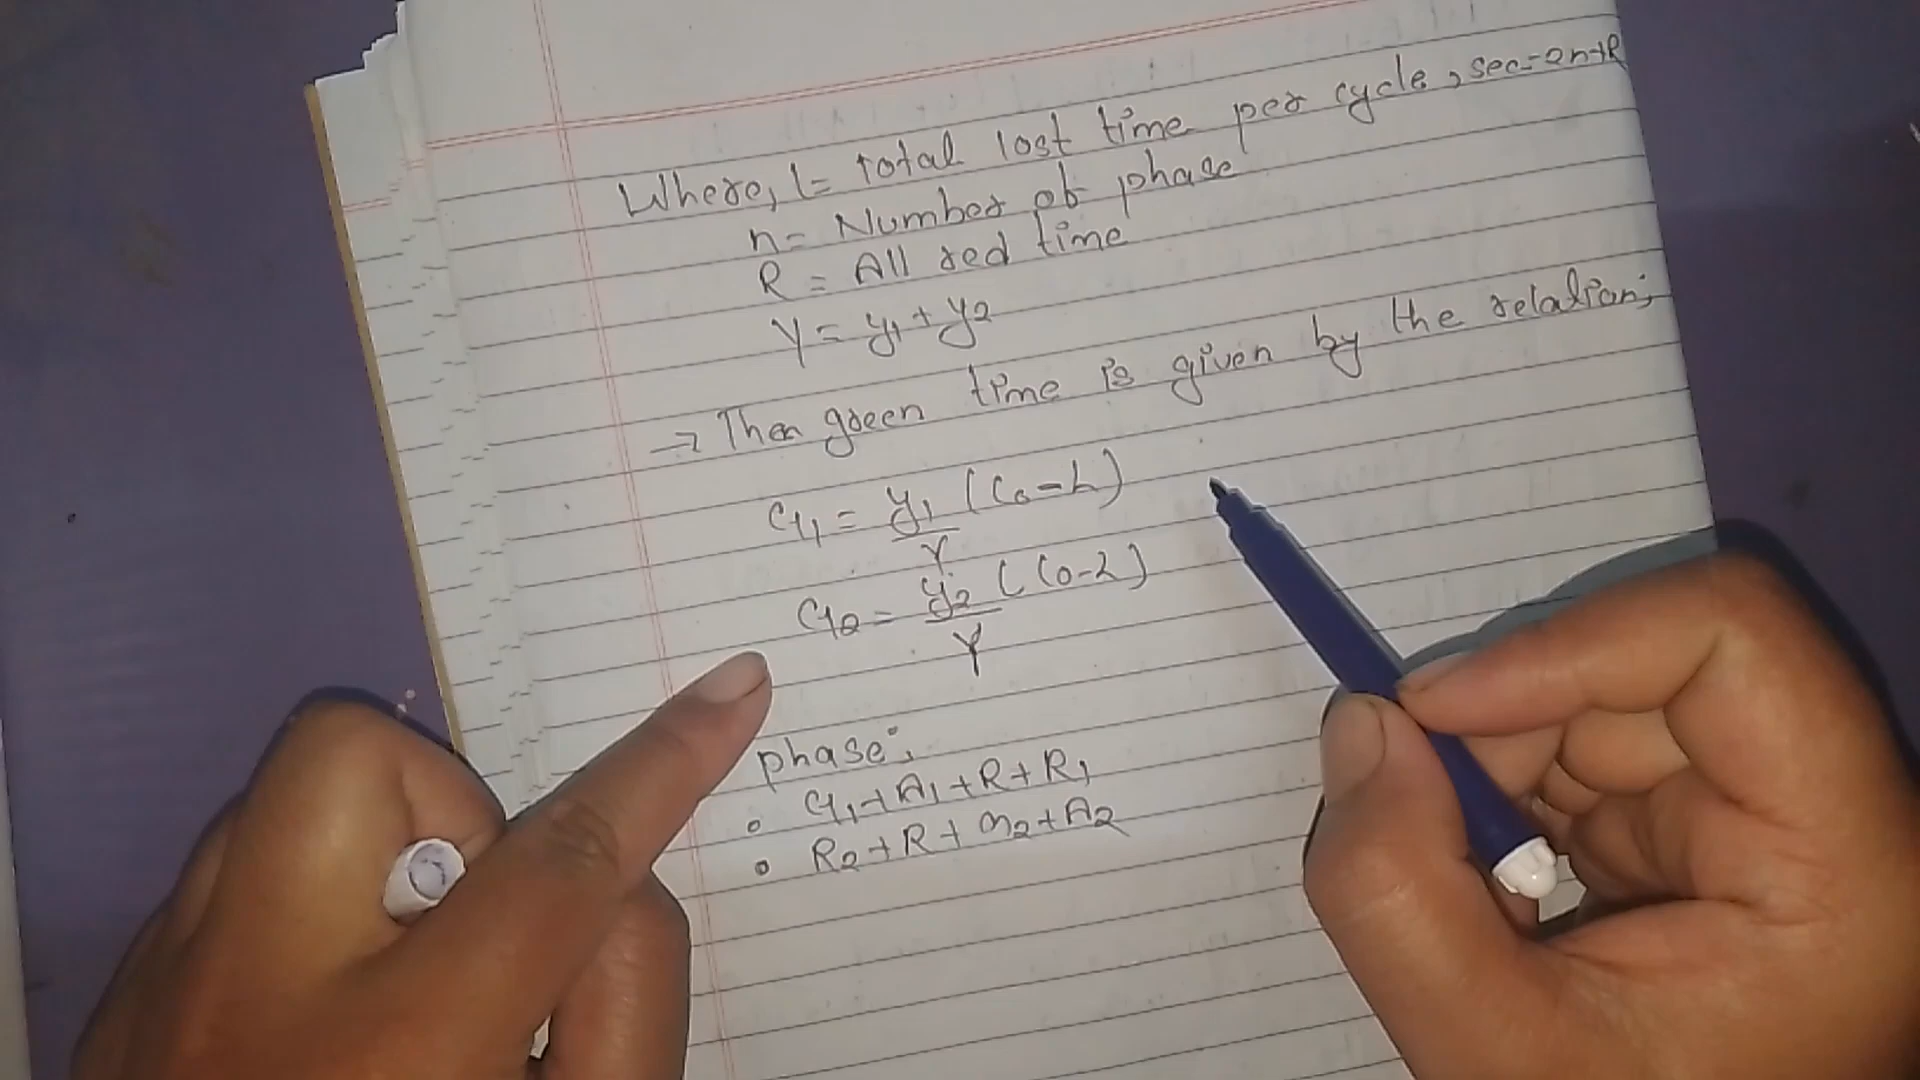 Where, L = total lost time per cycle, sec = 2n+R
n = Number of phase
R = All red time
Y = y1 + y2
→ Then green time is given by the relation;
G1 = y1/Y (C0-L)
G2 = y2/Y (C0-L)
phase:
• G1+A1+R+R1
• R2+R+G2+A2